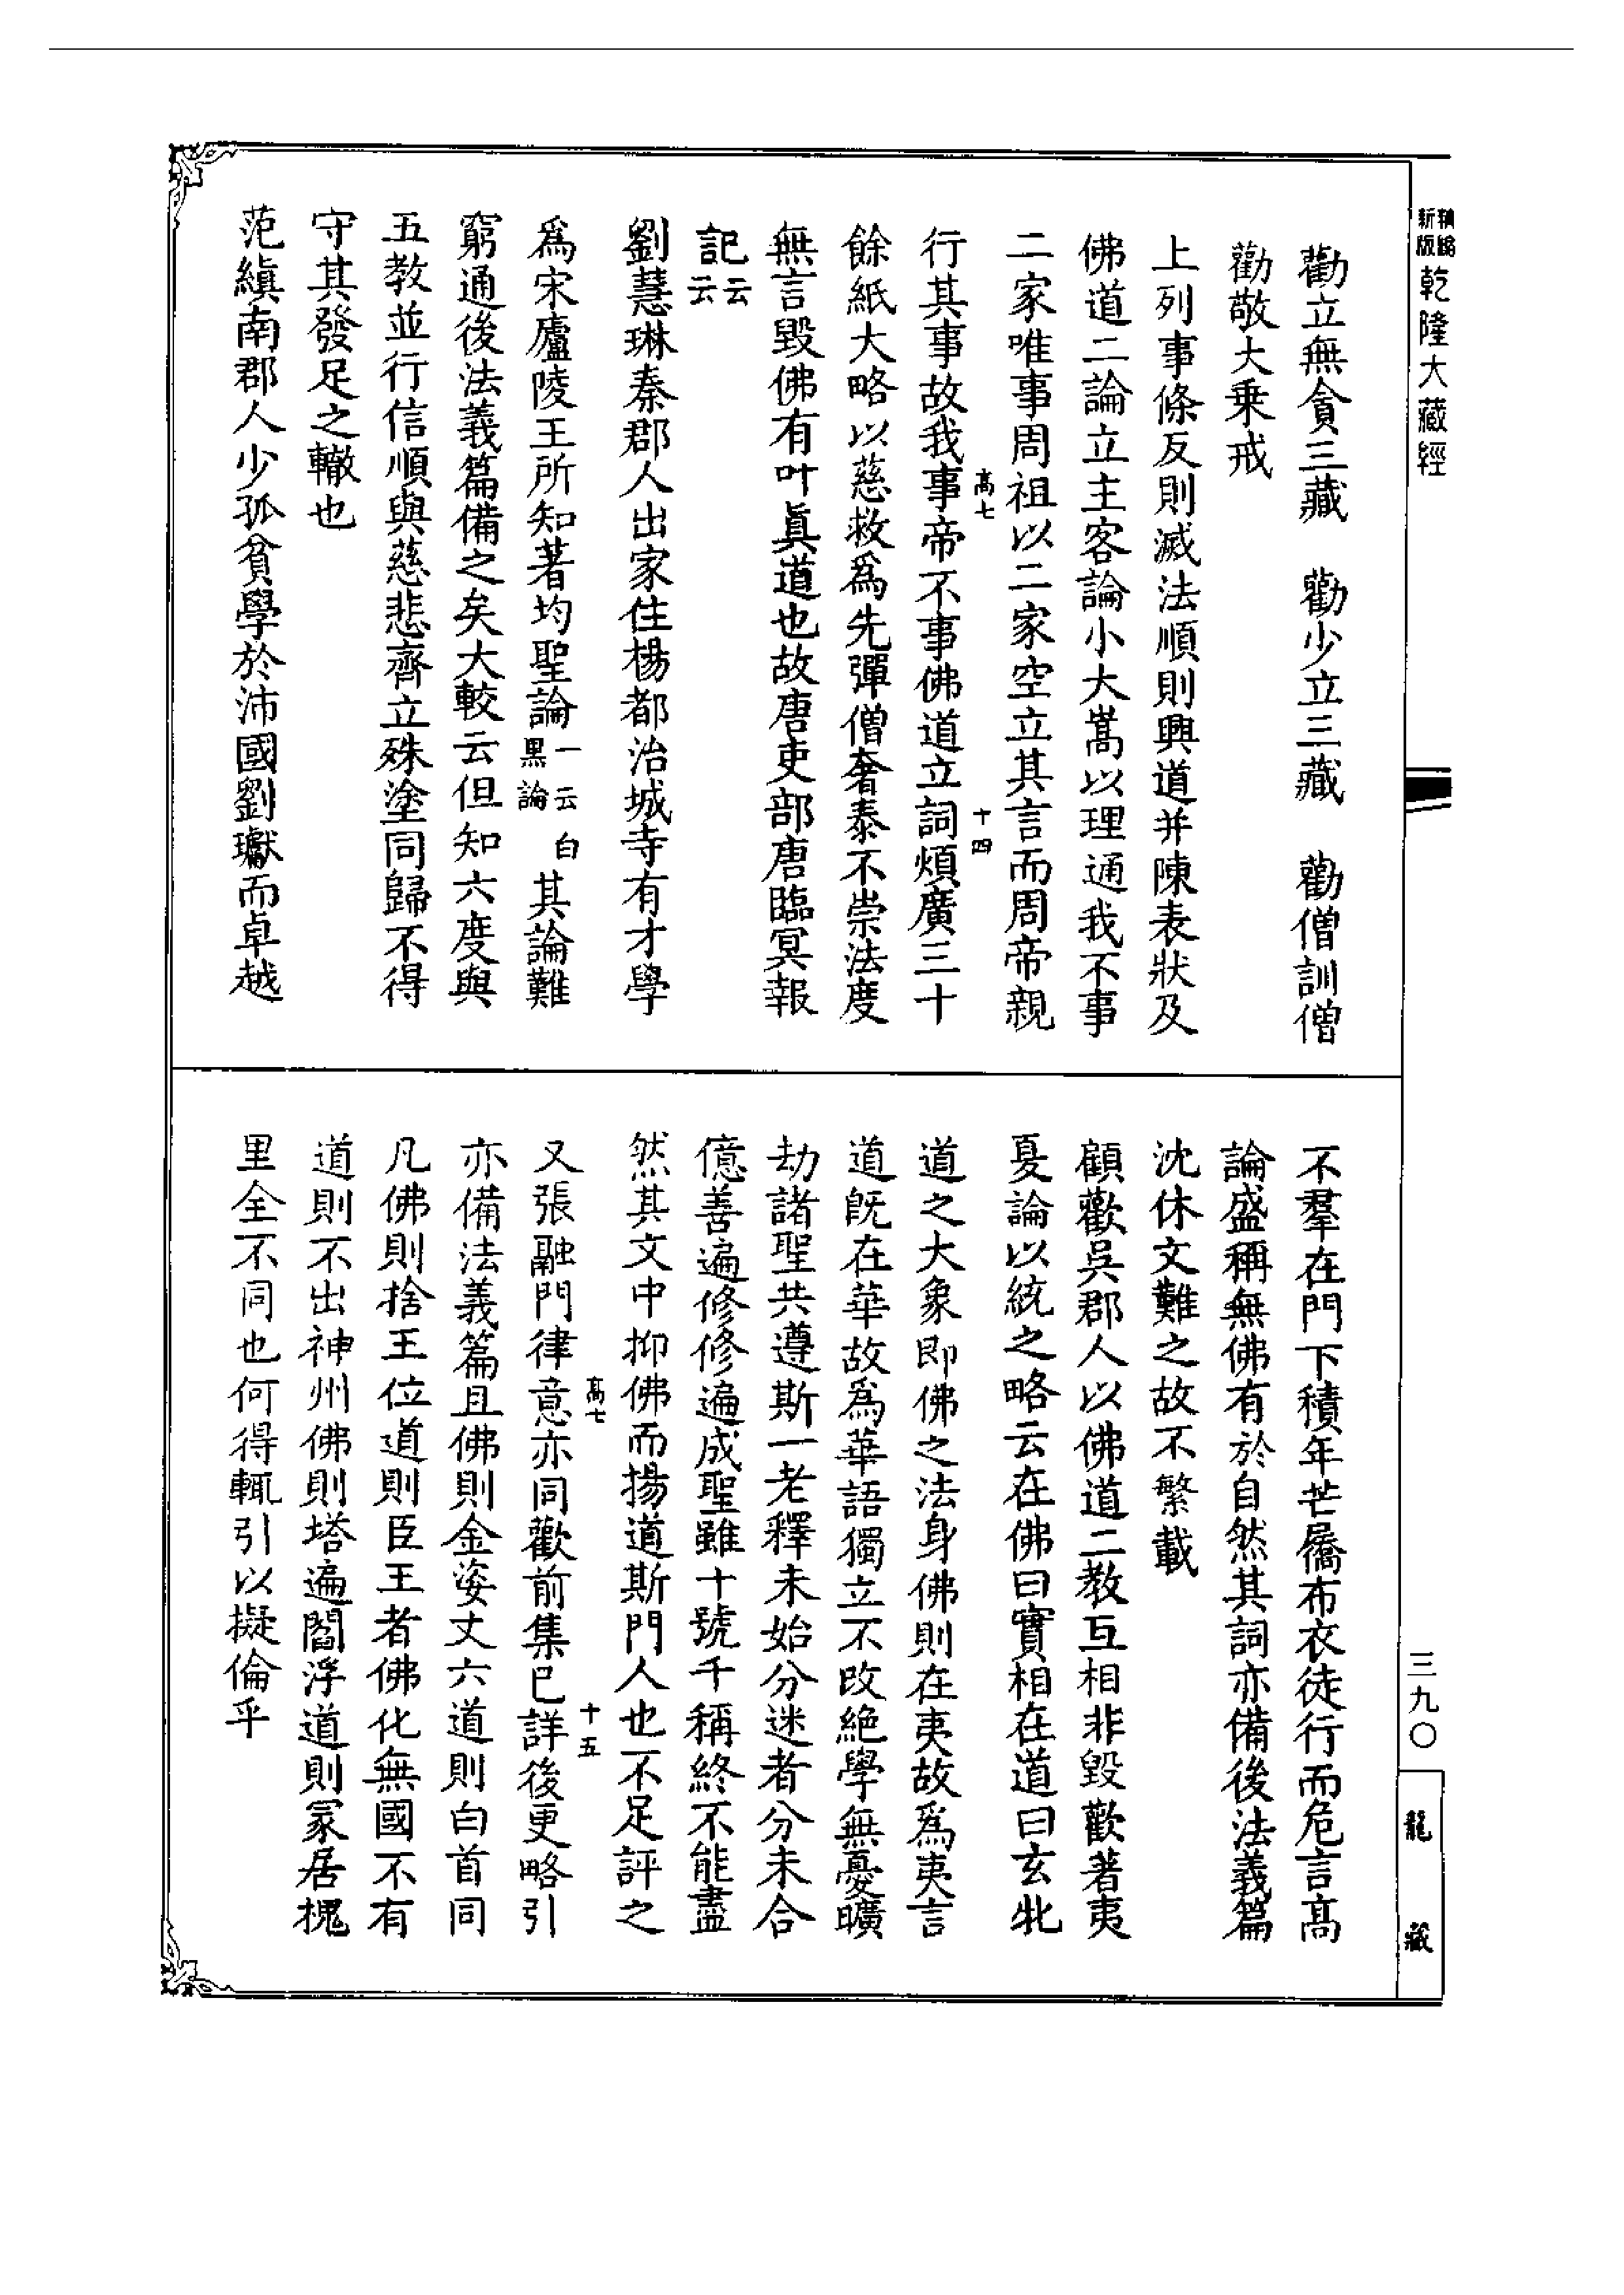 精編新版乾隆大藏經
勸立無貪三藏　勸少立三藏　勸僧訓僧
勸敬大乗戒
上列事條反則滅法順則興道并陳表狀及
佛道二論立主客論小大萬以理通我不事
二家唯事周祖以二家空立其言而周帝親
行其事故我事帝不事佛道立詞煩廣三十
高七　十四
餘紙大略以慈救爲先彈僧奢泰不崇法度
無言毀佛有叶眞道也故唐吏部唐臨冥報
記云云
劉慧琳秦郡人出家住楊都治城寺有才學
爲宋廬陵王所知著均聖論一云白黑論其論難
窮通後法義篇備之矣大較云但知六度與
五教並行信順與慈悲齊立殊塗同歸不得
守其發足之轍也
范縝南郡人少孤貧學於沛國劉瓛而卓越
不羣在門下積年芒屩布衣徒行而危言高
論盛稱無佛有於自然其詞亦備後法義篇
沈休文難之故不繁載
顧歡吳郡人以佛道二教互相非毀歡著夷
夏論以統之略云在佛曰實相在道曰玄牝
道之大象即佛之法身佛則在夷故爲夷言
道旣在華故爲華語獨立不改絕學無憂曠
劫諸聖共遵斯一老釋未始分迷者分未合
億善遍修修遍成聖雖十號千稱終不能盡
然其文中抑佛而揚道斯門人也不足評之
又張融門律意亦同歡前集巳詳後更略引
高七　十五
亦備法義篇且佛則金姿丈六道則白首同
凡佛則捨王位道則臣王者佛化無國不有
道則不出神州佛則塔遍閻浮道則冢居槐
里全不同也何得輒引以擬倫乎
三九〇
龍藏